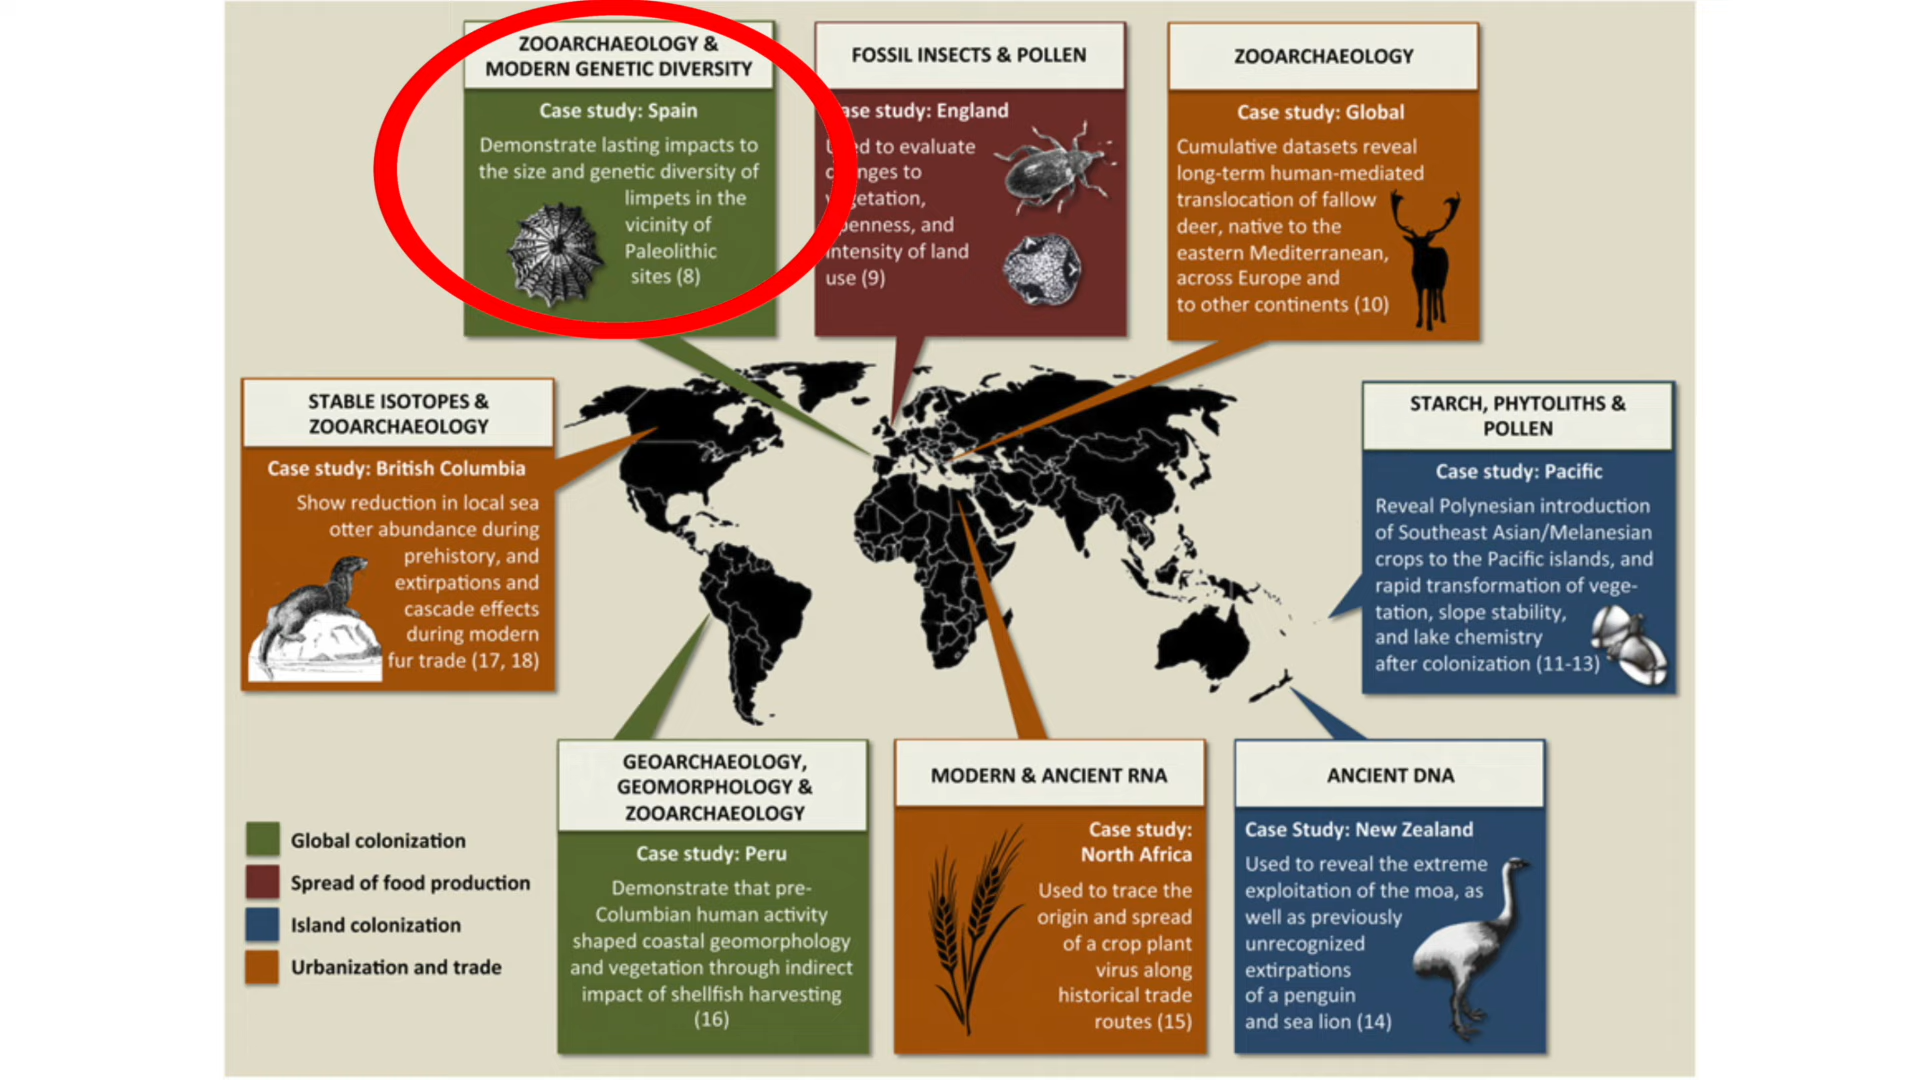 ZOOARCHAEOLOGY &
MODERN GENETIC DIVERSITY
Case study: Spain
Demonstrate lasting impacts to
the size and genetic diversity of
limpets in the
vicinity of
Paleolithic
sites (8)
FOSSIL INSECTS & POLLEN
ase study: England
U ed to evaluate
c nges to
v getation,
penness, and
intensity of land
use (9)
ZOOARCHAEOLOGY
Case study: Global
Cumulative datasets reveal
long-term human-mediated
translocation of fallow
deer, native to the
eastern Mediterranean,
across Europe and
to other continents (10)
STABLE ISOTOPES &
ZOOARCHAEOLOGY
Case study: British Columbia
Show reduction in local sea
otter abundance during
prehistory, and
extirpations and
cascade effects
during modern
fur trade (17, 18)
STARCH, PHYTOLITHS &
POLLEN
Case study: Pacific
Reveal Polynesian introduction
of Southeast Asian/Melanesian
crops to the Pacific islands, and
rapid transformation of vege-
tation, slope stability,
and lake chemistry
after colonization (11-13)
Global colonization
Spread of food production
Island colonization
Urbanization and trade
GEOARCHAEOLOGY,
GEOMORPHOLOGY &
ZOOARCHAEOLOGY
Case study: Peru
Demonstrate that pre-
Columbian human activity
shaped coastal geomorphology
and vegetation through indirect
impact of shellfish harvesting
(16)
MODERN & ANCIENT RNA
Case study:
North Africa
Used to trace the
origin and spread
of a crop plant
virus along
historical trade
routes (15)
ANCIENT DNA
Case Study: New Zealand
Used to reveal the extreme
exploitation of the moa, as
well as previously
unrecognized
extirpations
of a penguin
and sea lion (14)